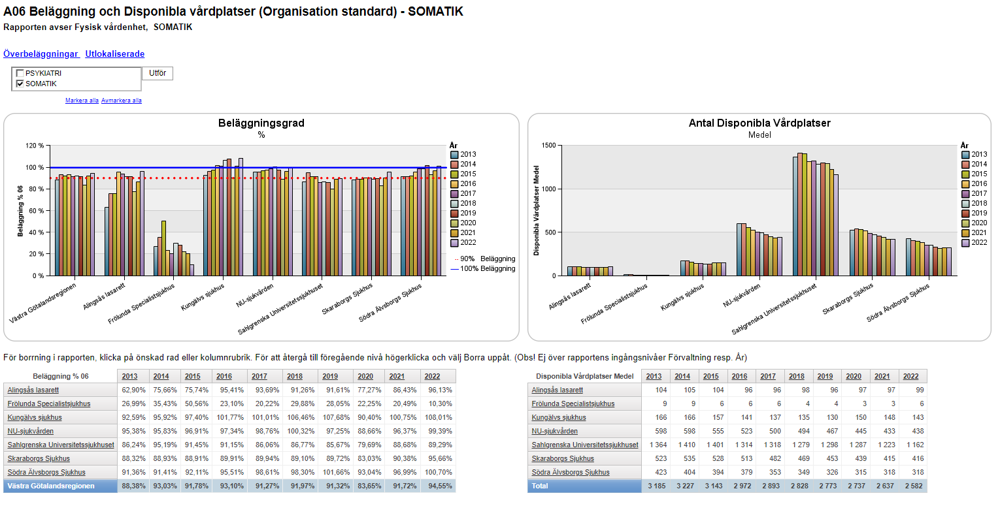 A06 Beläggning och Disponibla vårdplatser (Organisation standard) - SOMATIK
Rapporten avser Fysisk vårdenhet, SOMATIK
Överbeläggningar Utlokaliserade
PSYKIATRI
SOMATIK
Utför
Markera alla Avmarkera alla
Beläggningsgrad
%
Beläggning % 06
120 %
100 %
80 %
60 %
40 %
20 %
0 %
Västra Götalandsregionen
Alingsås lasarett
Frölunda Specialistsjukhus
Kungälvs sjukhus
NU-sjukvården
Sahlgrenska Universitetssjukhuset
Skaraborgs Sjukhus
Södra Älvsborgs Sjukhus
År
2013
2014
2015
2016
2017
2018
2019
2020
2021
2022
90% Beläggning
100% Beläggning
Antal Disponibla Vårdplatser
Medel
Disponibla Vårdplatser Medel
1500
1000
500
0
Alingsås lasarett
Frölunda Specialistsjukhus
Kungälvs sjukhus
NU-sjukvården
Sahlgrenska Universitetssjukhuset
Skaraborgs Sjukhus
Södra Älvsborgs Sjukhus
År
2013
2014
2015
2016
2017
2018
2019
2020
2021
2022
För borrning i rapporten, klicka på önskad rad eller kolumnrubrik. För att återgå till föregående nivå högerklicka och välj Borra uppåt. (Obs! Ej över rapportens ingångsnivåer Förvaltning resp. År)
Beläggning % 06 2013 2014 2015 2016 2017 2018 2019 2020 2021 2022
Alingsås lasarett 62,90% 75,66% 75,74% 95,41% 93,69% 91,26% 91,61% 77,27% 86,43% 96,13%
Frölunda Specialistsjukhus 26,99% 35,43% 50,56% 23,10% 20,22% 29,88% 28,05% 22,25% 20,49% 10,30%
Kungälvs sjukhus 92,59% 95,92% 97,40% 101,77% 101,01% 106,46% 107,68% 90,40% 100,75% 108,01%
NU-sjukvården 95,38% 95,83% 96,91% 97,34% 98,76% 100,32% 97,25% 88,66% 96,37% 99,39%
Sahlgrenska Universitetssjukhuset 86,24% 95,19% 91,45% 91,15% 86,06% 86,77% 85,67% 79,69% 88,68% 89,29%
Skaraborgs Sjukhus 88,32% 88,93% 88,91% 89,91% 89,94% 89,10% 89,72% 83,03% 90,38% 95,66%
Södra Älvsborgs Sjukhus 91,36% 91,41% 92,11% 95,51% 98,61% 98,30% 101,66% 93,04% 96,99% 100,70%
Västra Götalandsregionen 88,38% 93,03% 91,78% 93,10% 91,27% 91,97% 91,32% 83,65% 91,72% 94,55%
Disponibla Vårdplatser Medel 2013 2014 2015 2016 2017 2018 2019 2020 2021 2022
Alingsås lasarett 104 105 104 96 96 98 96 97 97 99
Frölunda Specialistsjukhus 9 9 6 6 6 4 4 3 3 6
Kungälvs sjukhus 166 166 157 141 137 135 130 150 148 143
NU-sjukvården 598 598 555 523 500 494 467 445 433 438
Sahlgrenska Universitetssjukhuset 1 364 1 410 1 401 1 314 1 318 1 279 1 298 1 287 1 223 1 162
Skaraborgs Sjukhus 523 535 528 513 482 469 453 439 415 416
Södra Älvsborgs Sjukhus 423 404 394 379 353 349 326 315 318 318
Total 3 185 3 227 3 143 2 972 2 893 2 828 2 773 2 737 2 637 2 582